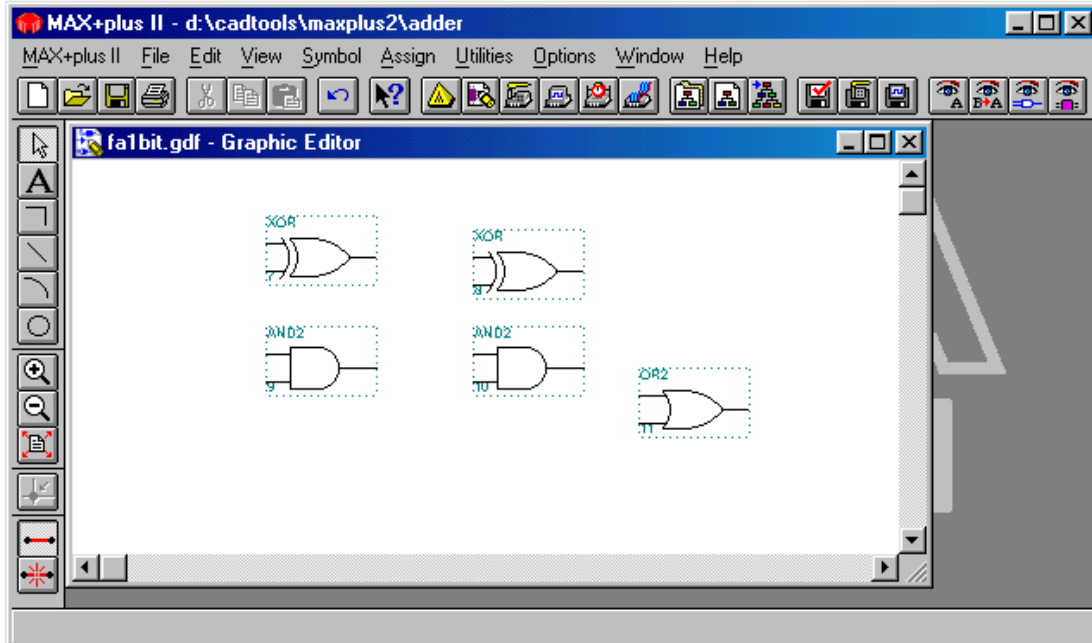 MAX+plus II - d:\cadtools\maxplus2\adder
MAX+plus II File Edit View Symbol Assign Utilities Options Window Help
A B→A
fa1bit.gdf - Graphic Editor
A
XOR
7
XOR
8
AND2
9
AND2
10
OR2
11